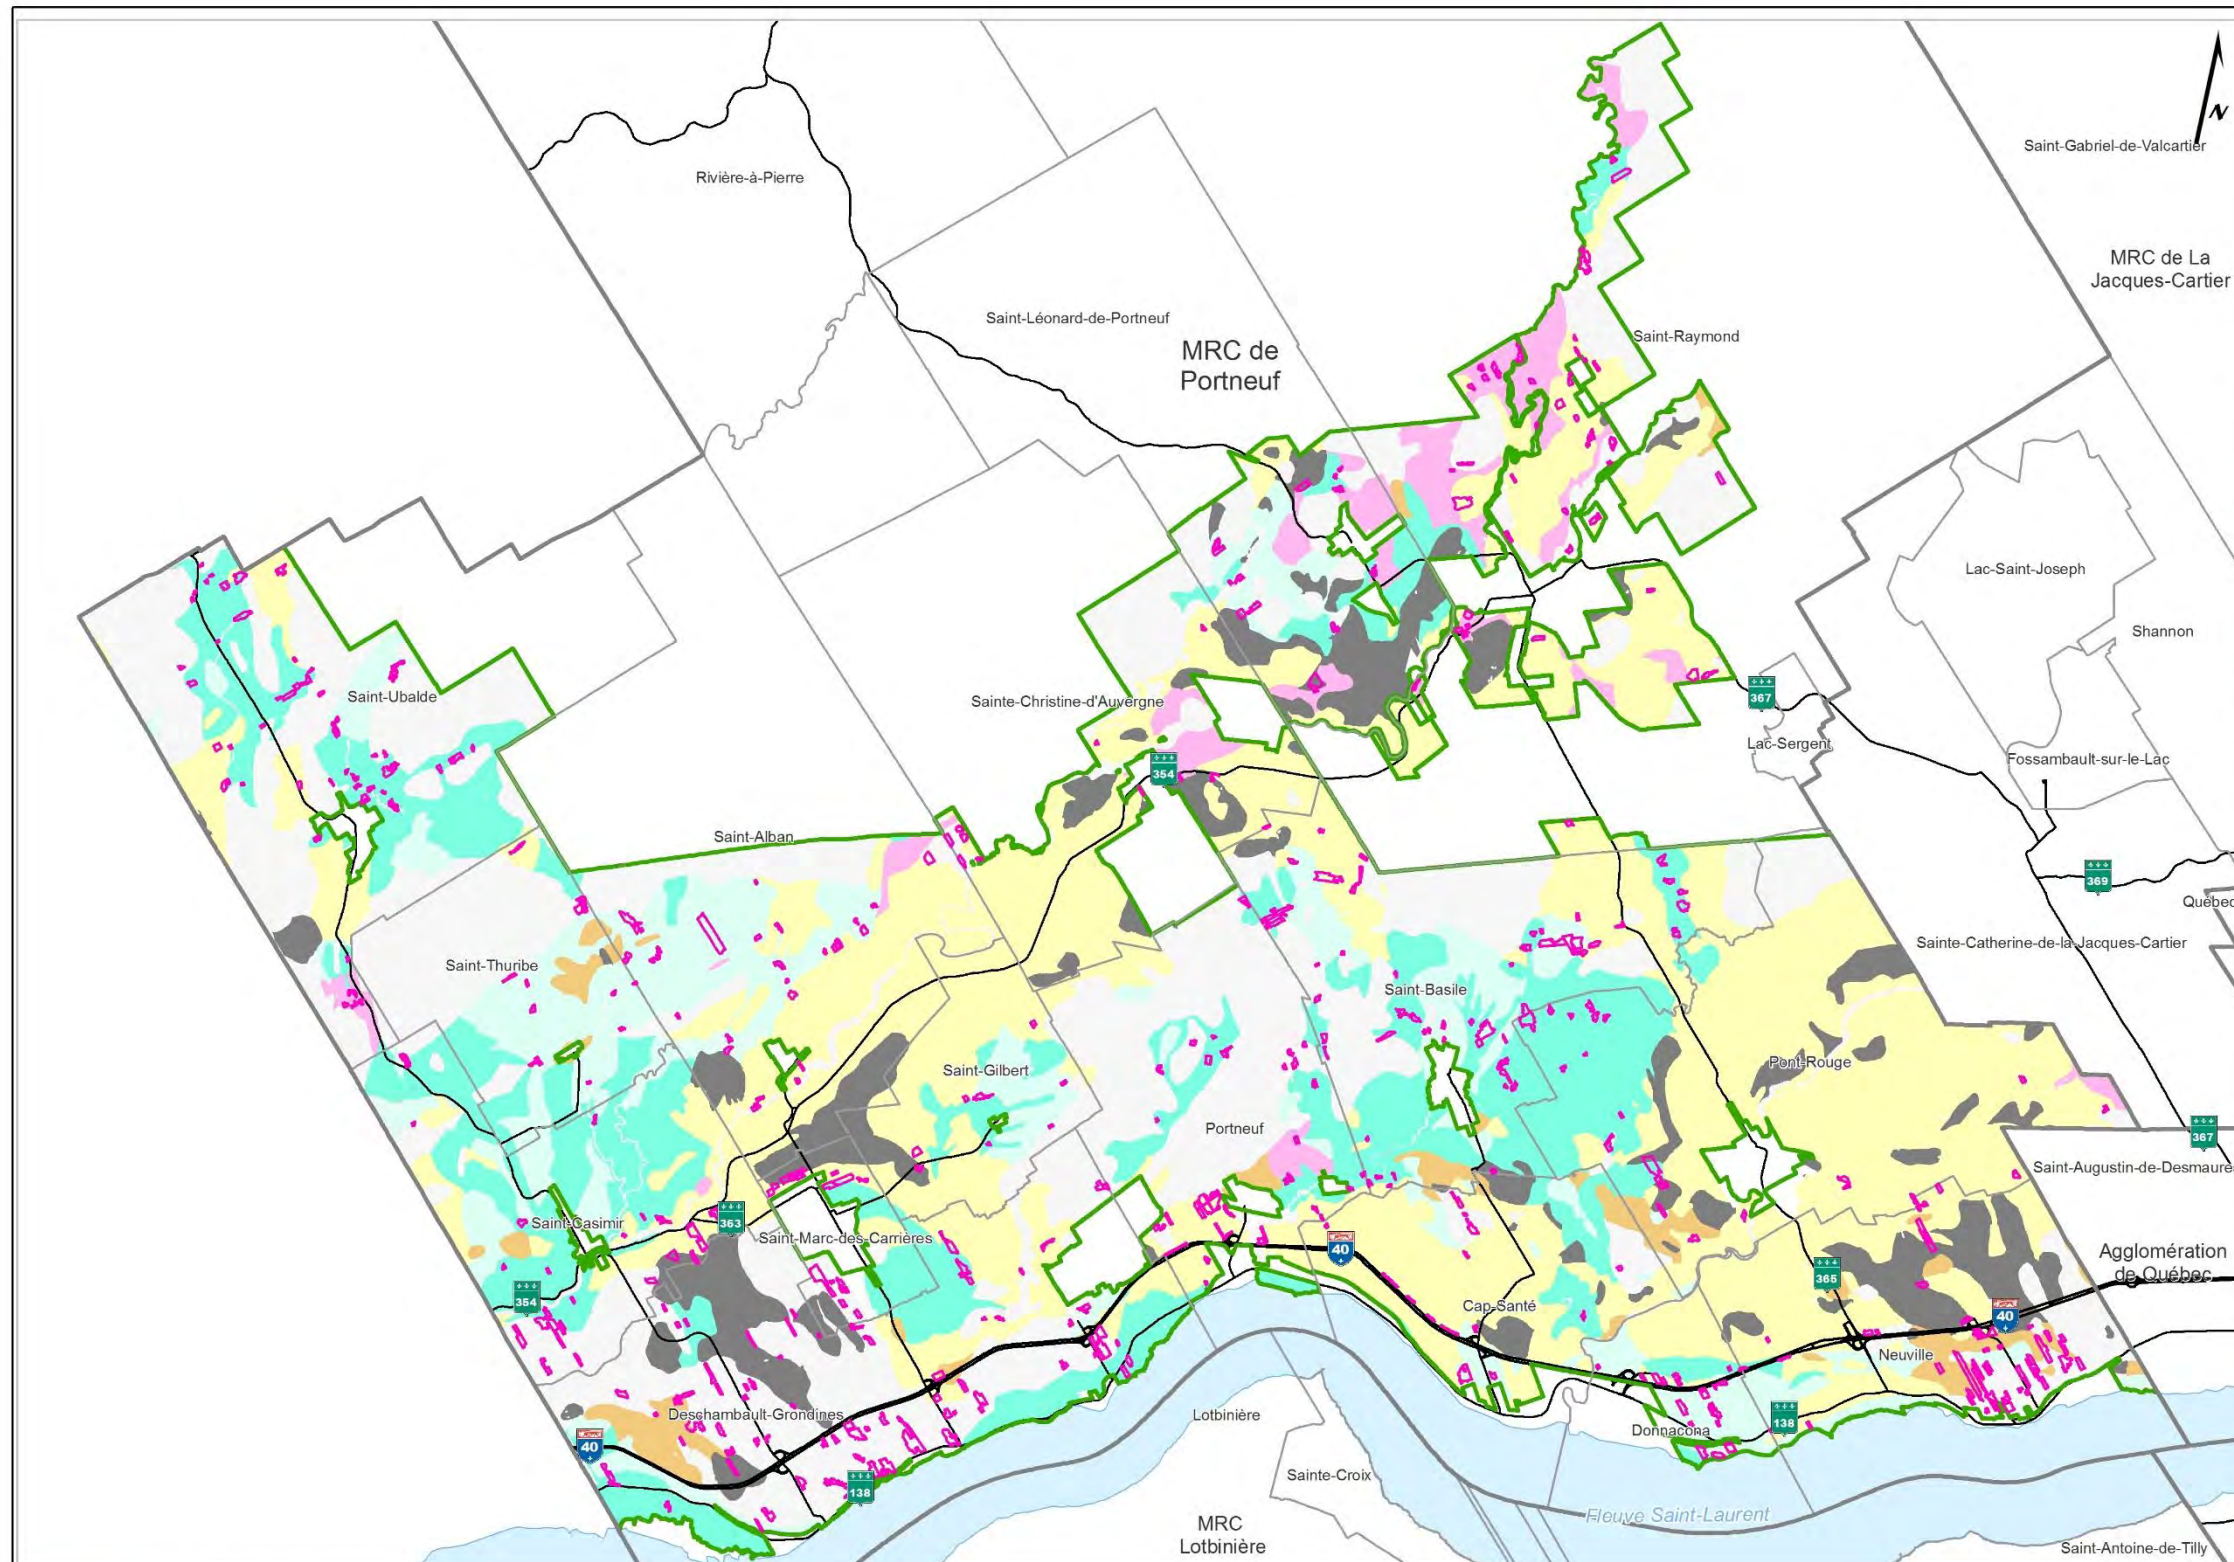 N
Saint-Gabriel-de-Valcartier
Rivière-à-Pierre
MRC de La
Jacques-Cartier
Saint-Léonard-de-Portneuf
Saint-Raymond
MRC de
Portneuf
Lac-Saint-Joseph
Shannon
Saint-Ubalde
Sainte-Christine-d'Auvergne
367
Lac-Sergent
Fossambault-sur-le-Lac
354
Saint-Alban
369
Québec
Sainte-Catherine-de-la-Jacques-Cartier
Saint-Thuribe
Saint-Basile
Pont-Rouge
Saint-Gilbert
Portneuf
367
Saint-Augustin-de-Desmaures
Saint-Casimir
363
Saint-Marc-des-Carrières
40
Agglomération
de Québec
365
354
Cap-Santé
40
Neuville
Deschambault-Grondines
Lotbinière
138
Donnacona
40
Sainte-Croix
138
Fleuve Saint-Laurent
MRC
Lotbinière
Saint-Antoine-de-Tilly